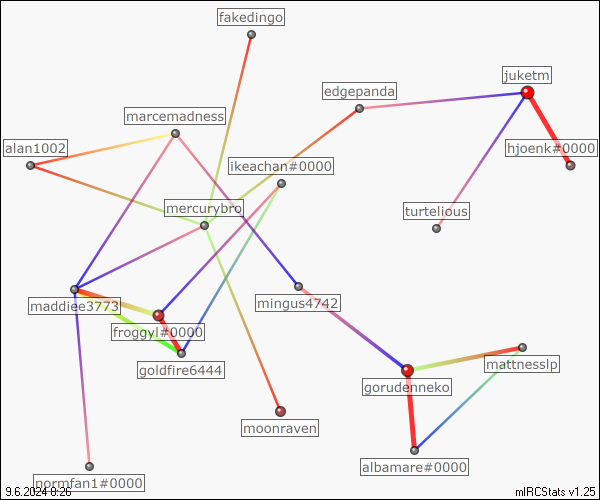 fakedingo
juketm
edgepanda
marcemadness
alan1002
hjoenk#0000
ikeachan#0000
mercurybro
turtelious
maddiee3773
mingus4742
froggyl#0000
goldfire6444
mattnesslp
gorudenneko
moonraven
albamare#0000
normfan1#0000
9.6.2024 8:26
mIRCStats v1.25